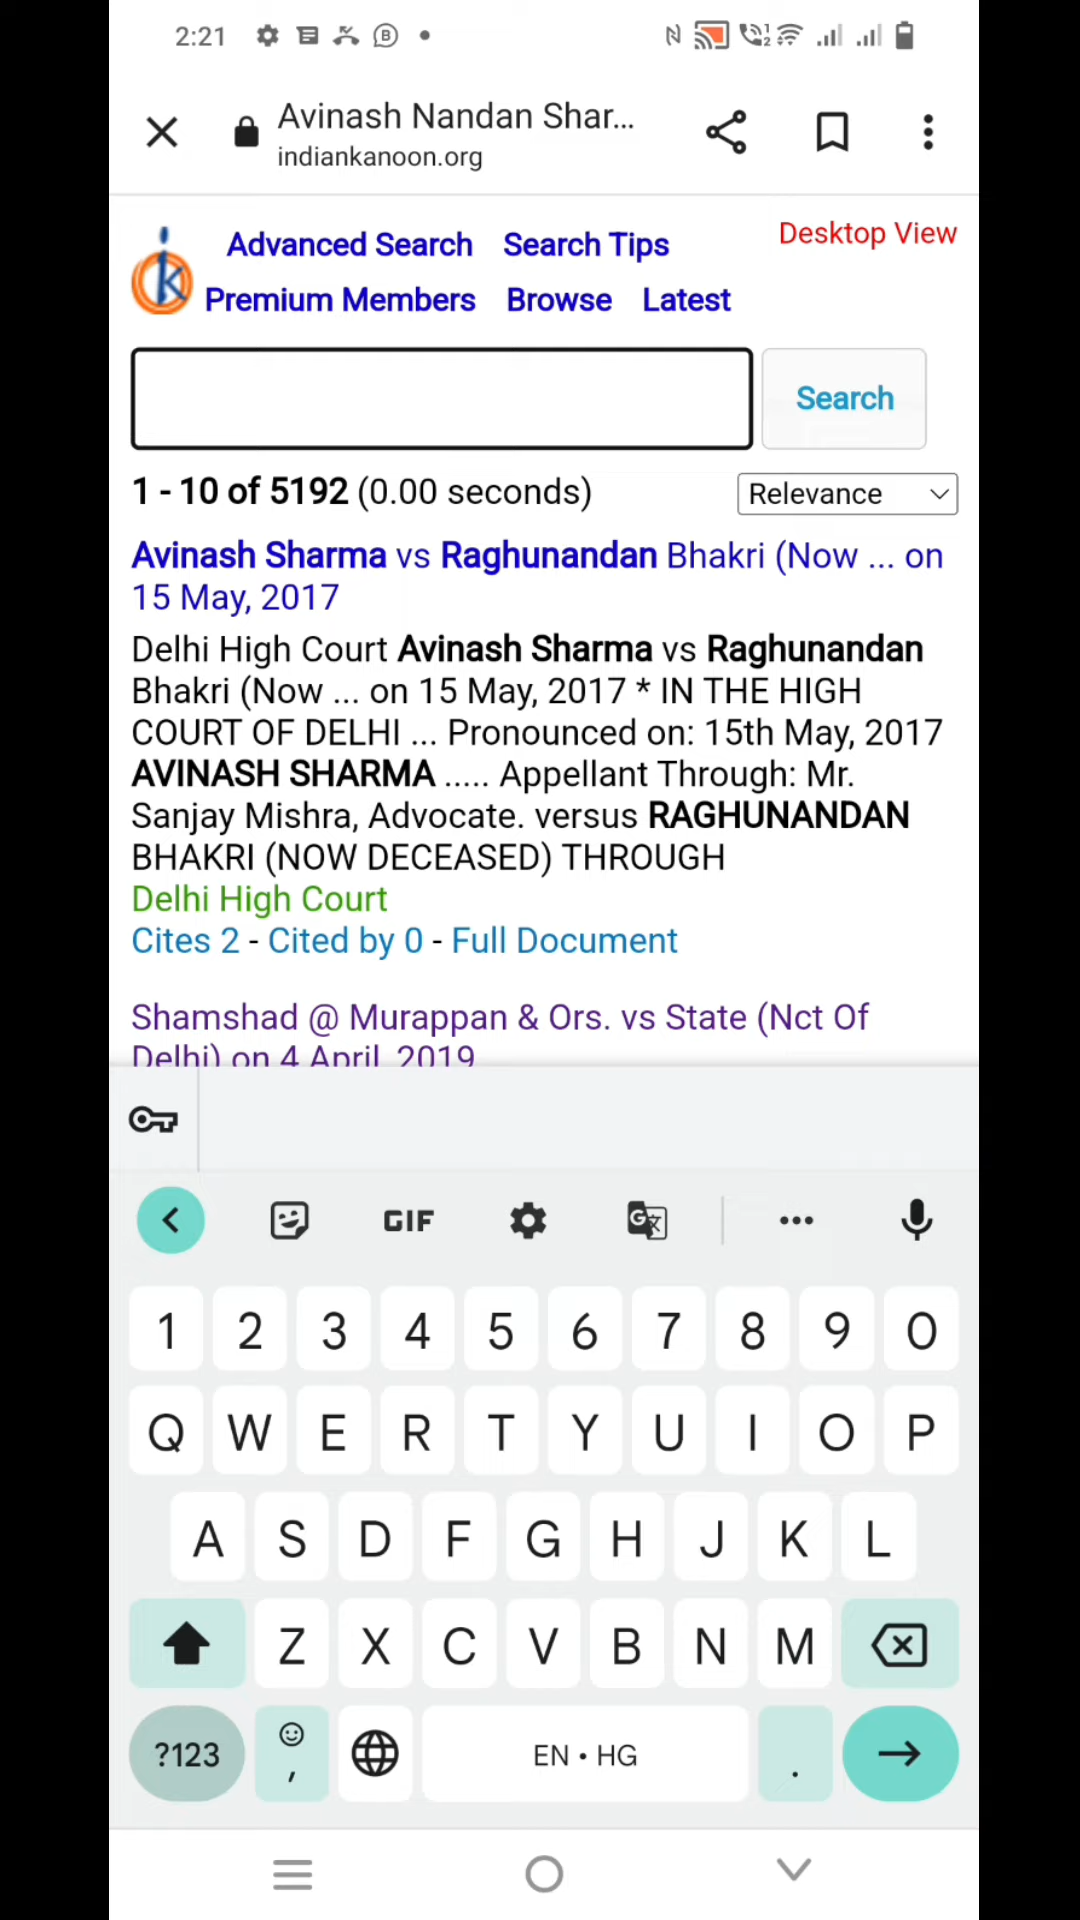 2:21
Avinash Nandan Shar...
indiankanoon.org
Desktop View
Advanced Search Search Tips
Premium Members Browse Latest
Search
1 - 10 of 5192 (0.00 seconds)
Relevance
Avinash Sharma vs Raghunandan Bhakri (Now ... on
15 May, 2017
Delhi High Court Avinash Sharma vs Raghunandan
Bhakri (Now ... on 15 May, 2017 * IN THE HIGH
COURT OF DELHI ... Pronounced on: 15th May, 2017
AVINASH SHARMA ..... Appellant Through: Mr.
Sanjay Mishra, Advocate. versus RAGHUNANDAN
BHAKRI (NOW DECEASED) THROUGH
Delhi High Court
Cites 2 - Cited by 0 - Full Document
Shamshad @ Murappan & Ors. vs State (Nct Of
Delhi) on 4 April, 2019
GIF
1 2 3 4 5 6 7 8 9 0
Q W E R T Y U I O P
A S D F G H J K L
Z X C V B N M
?123 , EN • HG .